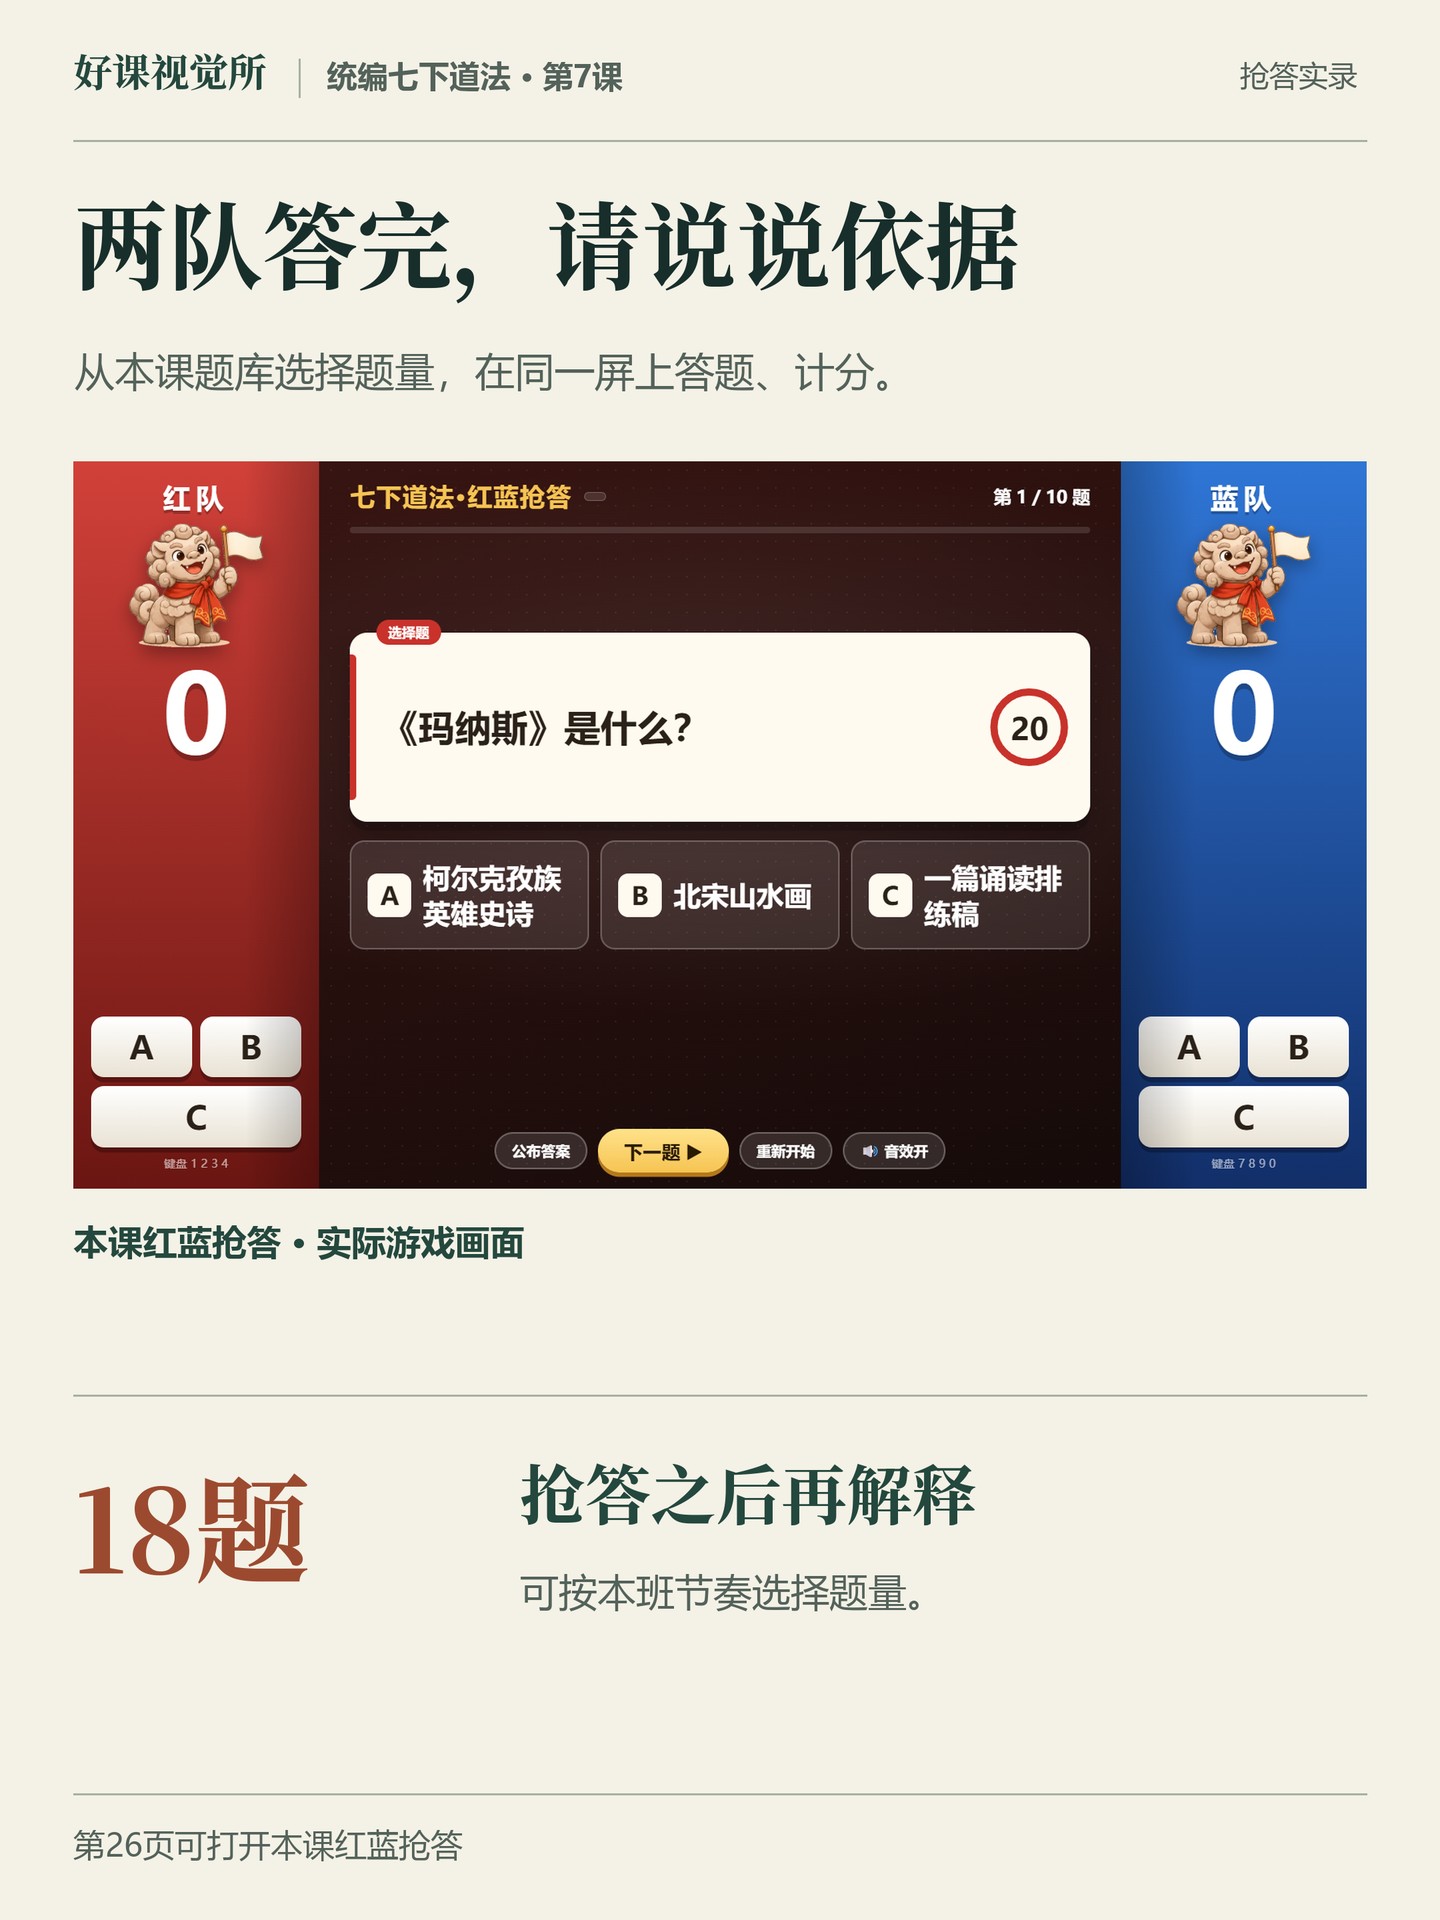 好课视觉所
统编七下道法·第7课
抢答实录
两队答完，请说说依据
从本课题库选择题量，在同一屏上答题、计分。
红队
0
A
B
C
键盘 1 2 3 4
七下道法·红蓝抢答
第 1 / 10 题
选择题
《玛纳斯》是什么？
20
A
柯尔克孜族
英雄史诗
B
北宋山水画
C
一篇诵读排
练稿
公布答案
下一题 ▶
重新开始
🔊 音效开
蓝队
0
A
B
C
键盘 7 8 9 0
本课红蓝抢答·实际游戏画面
18题
抢答之后再解释
可按本班节奏选择题量。
第26页可打开本课红蓝抢答